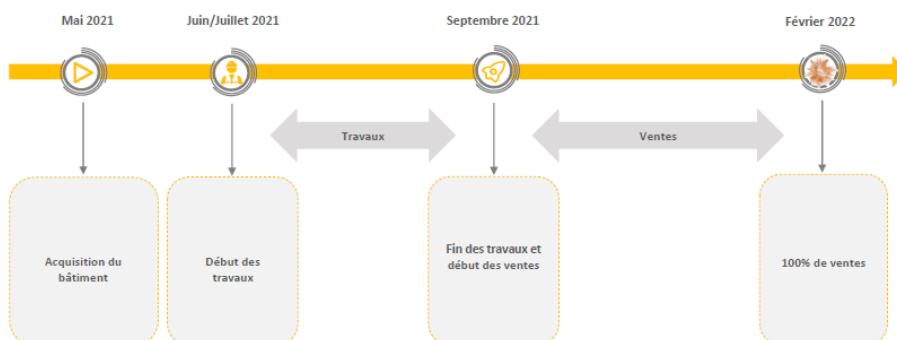 Mai 2021
Juin/Juillet 2021
Septembre 2021
Février 2022
Travaux
Ventes
Acquisition du
bâtiment
Début des
travaux
Fin des travaux et
début des ventes
100% de ventes